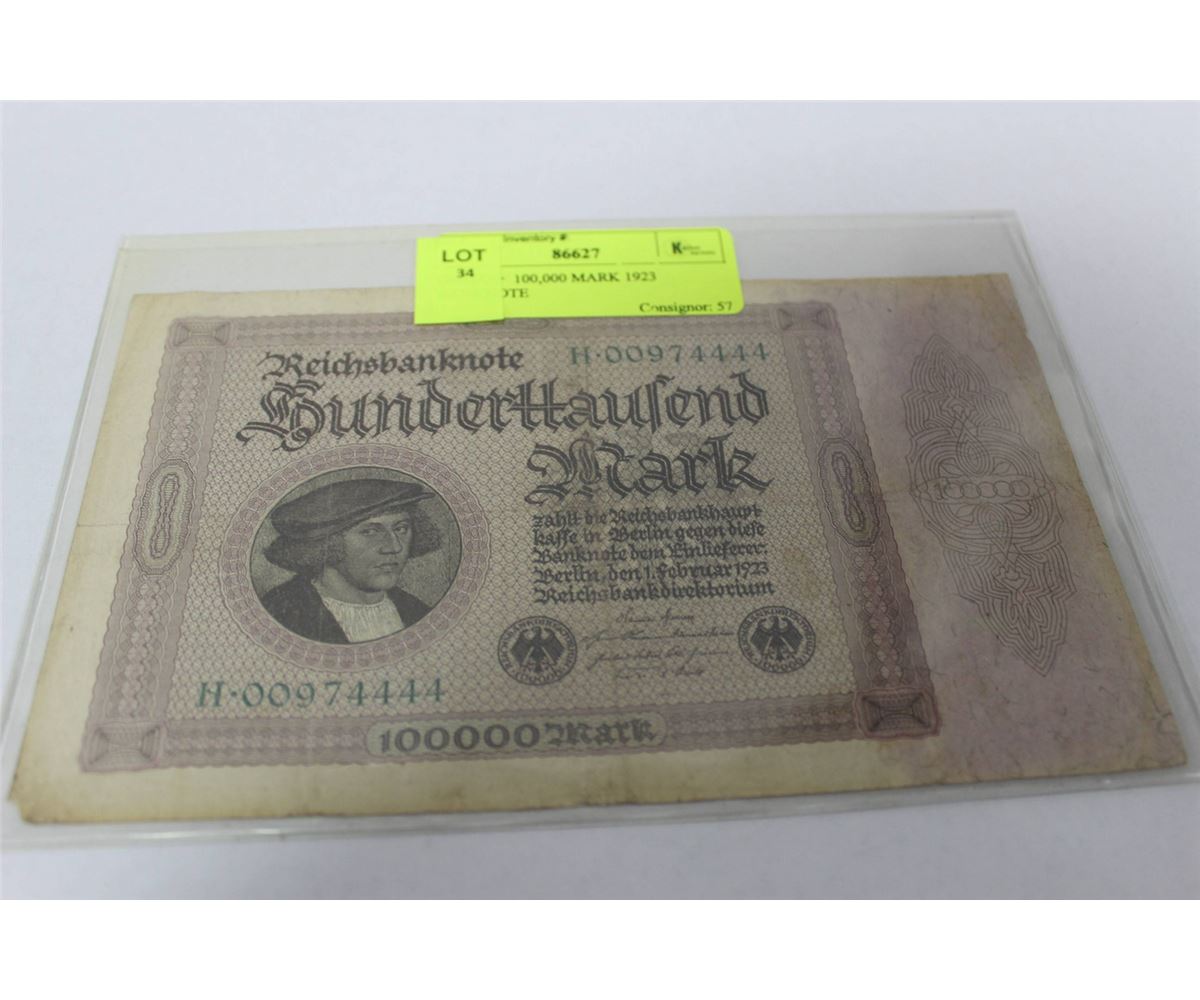 Inventory #:
LOT
86627
34
100,000 MARK 1923
OTE
Consignor: 57
Reichsbanknote
H·00974444
Hunderttausend
Mark
zahlt die Reichsbankhaupt
kasse in Berlin gegen diese
Banknote dem Einlieferer.
Berlin, den 1. Februar 1923
Reichsbankdirektorium
H·00974444
100000 Mark